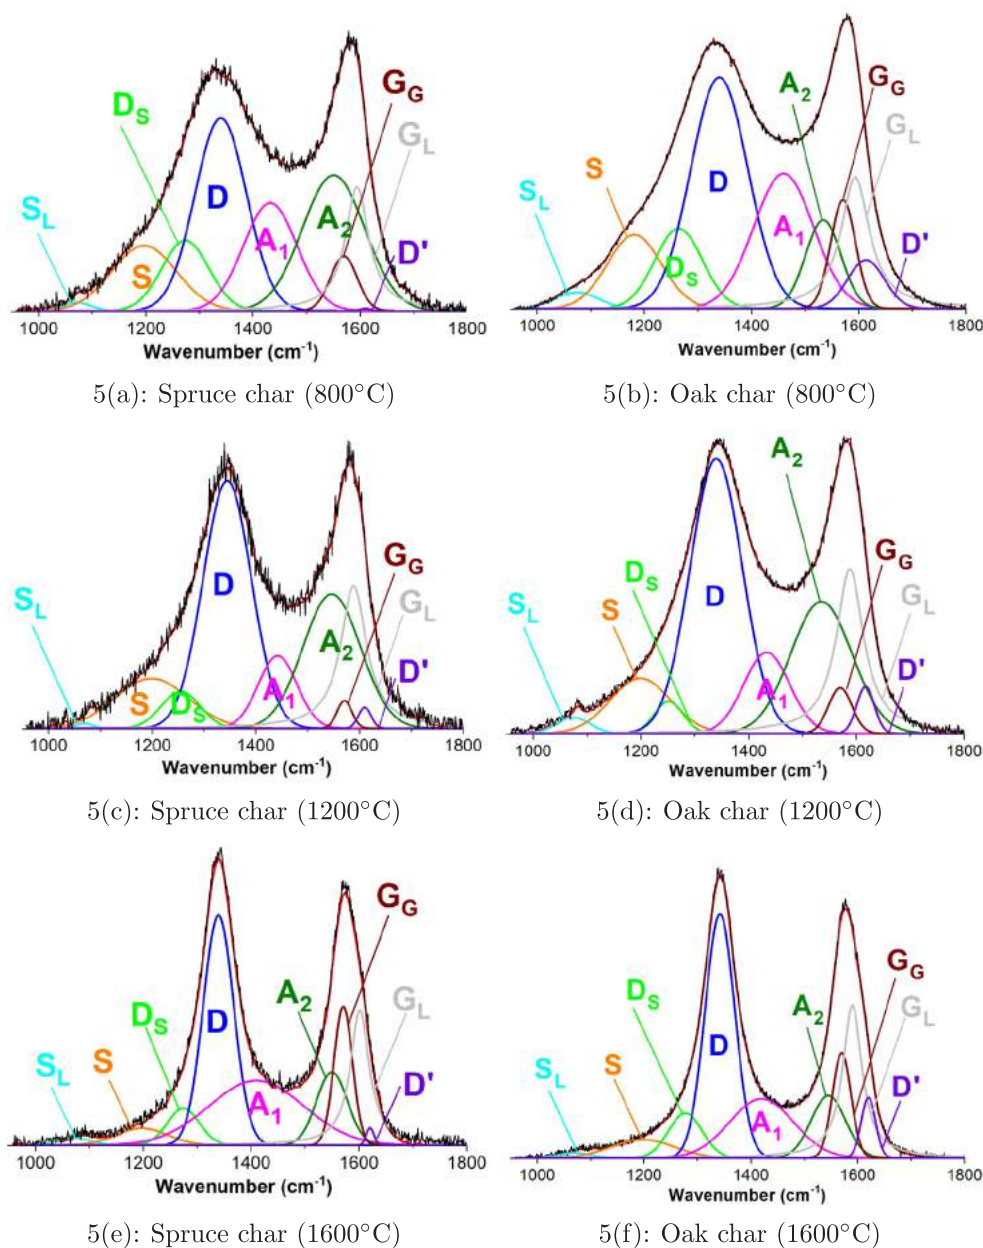 S_L
D_S
S
D
A_1
A_2
G_G
G_L
D'
1000 1200 1400 1600 1800
Wavenumber (cm⁻¹)
5(a): Spruce char (800°C)
S
D_S
D
A_1
A_2
G_G
G_L
D'
1000 1200 1400 1600 1800
Wavenumber (cm⁻¹)
5(b): Oak char (800°C)
S_L
S
D_S
D
A_1
A_2
G_G
G_L
D'
1000 1200 1400 1600 1800
Wavenumber (cm⁻¹)
5(c): Spruce char (1200°C)
S_L
S
D_S
D
A_1
A_2
G_G
G_L
D'
1000 1200 1400 1600 1800
Wavenumber (cm⁻¹)
5(d): Oak char (1200°C)
S_L
S
D_S
D
A_1
A_2
G_G
G_L
D'
1000 1200 1400 1600 1800
Wavenumber (cm⁻¹)
5(e): Spruce char (1600°C)
S_L
S
D_S
D
A_1
A_2
G_G
G_L
D'
1000 1200 1400 1600 1800
Wavenumber (cm⁻¹)
5(f): Oak char (1600°C)